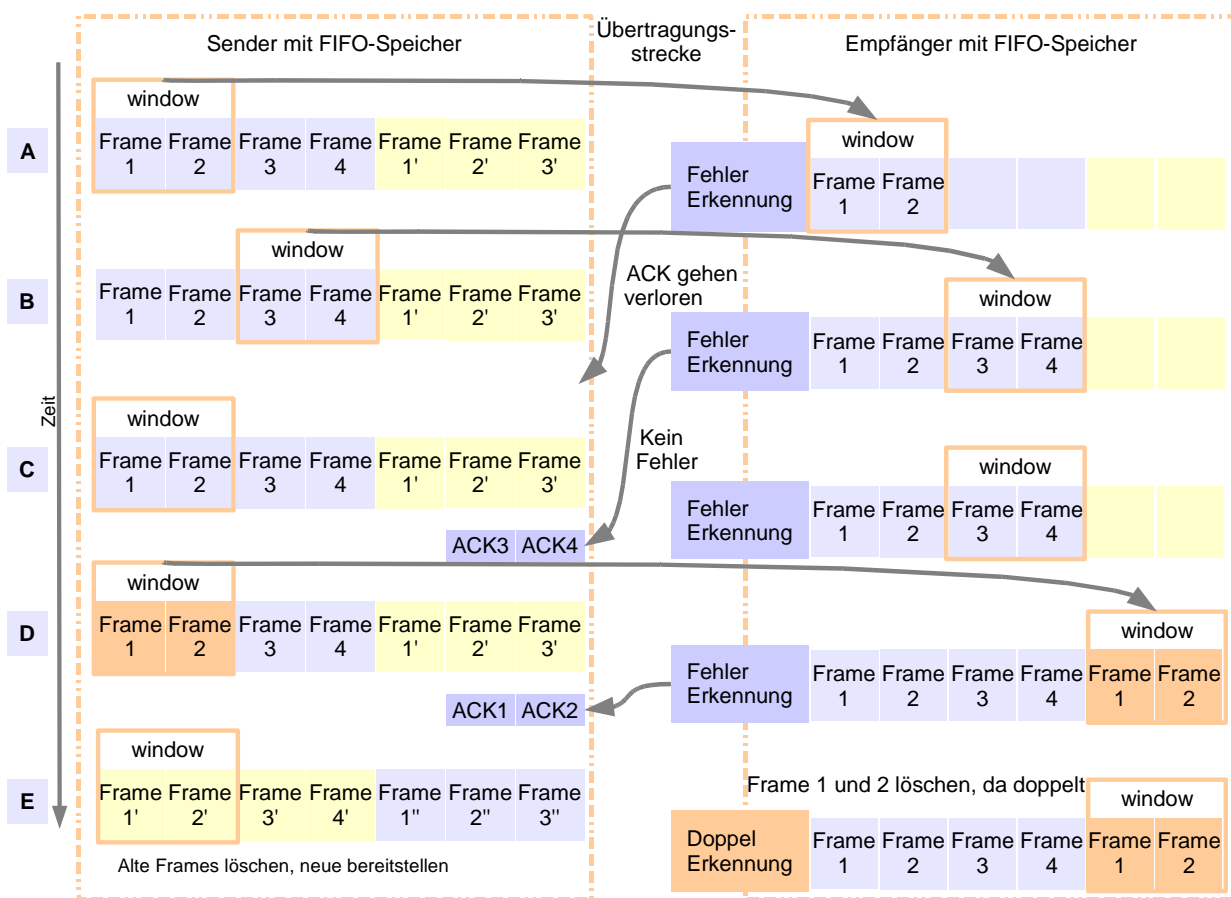 Sender mit FIFO-Speicher
Übertragungs-
strecke
Empfänger mit FIFO-Speicher
Zeit
A
window
Frame Frame Frame Frame Frame Frame Frame
1 2 3 4 1' 2' 3'
Fehler
Erkennung
window
Frame Frame
1 2
B
window
Frame Frame Frame Frame Frame Frame Frame
1 2 3 4 1' 2' 3'
ACK gehen
verloren
Fehler
Erkennung
window
Frame Frame Frame Frame
1 2 3 4
C
window
Frame Frame Frame Frame Frame Frame Frame
1 2 3 4 1' 2' 3'
Kein
Fehler
ACK3 ACK4
Fehler
Erkennung
window
Frame Frame Frame Frame
1 2 3 4
D
window
Frame Frame Frame Frame Frame Frame Frame
1 2 3 4 1' 2' 3'
ACK1 ACK2
Fehler
Erkennung
window
Frame Frame Frame Frame Frame Frame
1 2 3 4 1 2
E
window
Frame Frame Frame Frame Frame Frame Frame
1' 2' 3' 4' 1'' 2'' 3''
Alte Frames löschen, neue bereitstellen
Frame 1 und 2 löschen, da doppelt
window
Doppel
Erkennung
Frame Frame Frame Frame Frame Frame
1 2 3 4 1 2